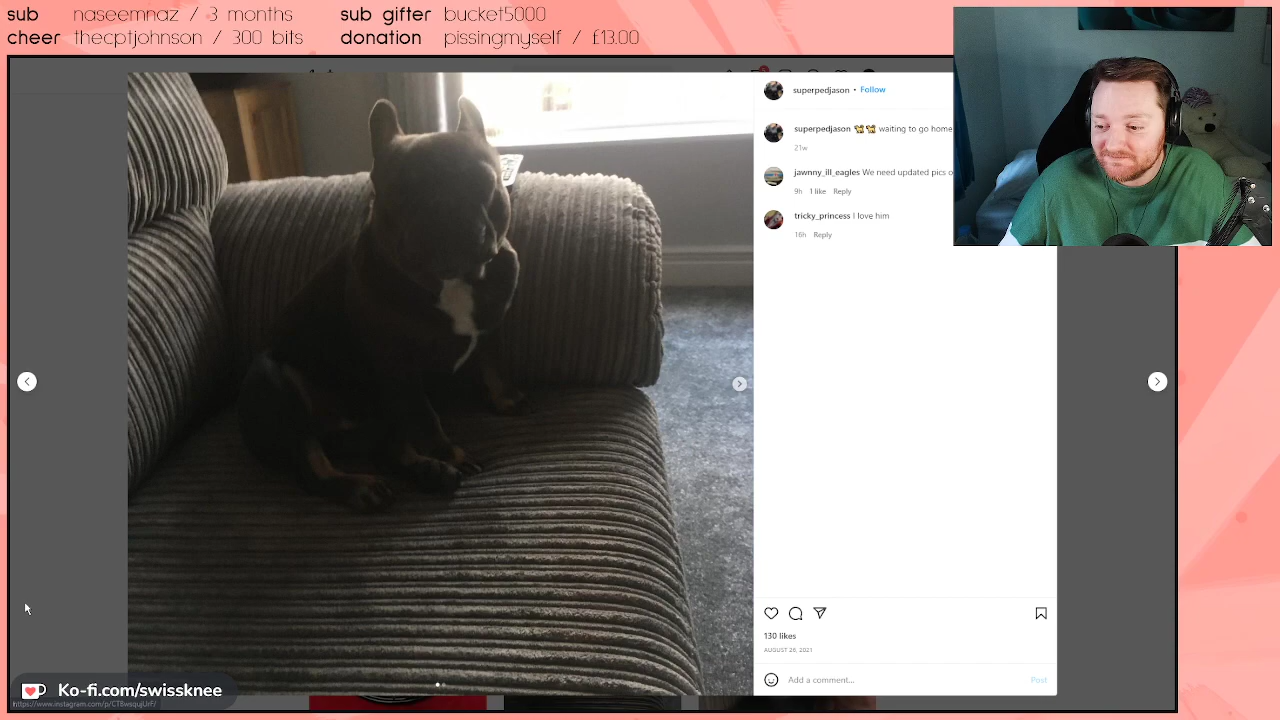 sub naseemmaz / 3 months
sub gifter bucket5000
cheer thecptjohnson / 300 bits
donation pissingmyself / £13.00
superpedjason • Follow
superpedjason 🐒🐒 waiting to go home
21w
jawnny_ill_eagles We need updated pics o
9h 1 like Reply
tricky_princess I love him
16h Reply
130 likes
AUGUST 26, 2021
Add a comment...
Post
Ko-fi.com/swissknee